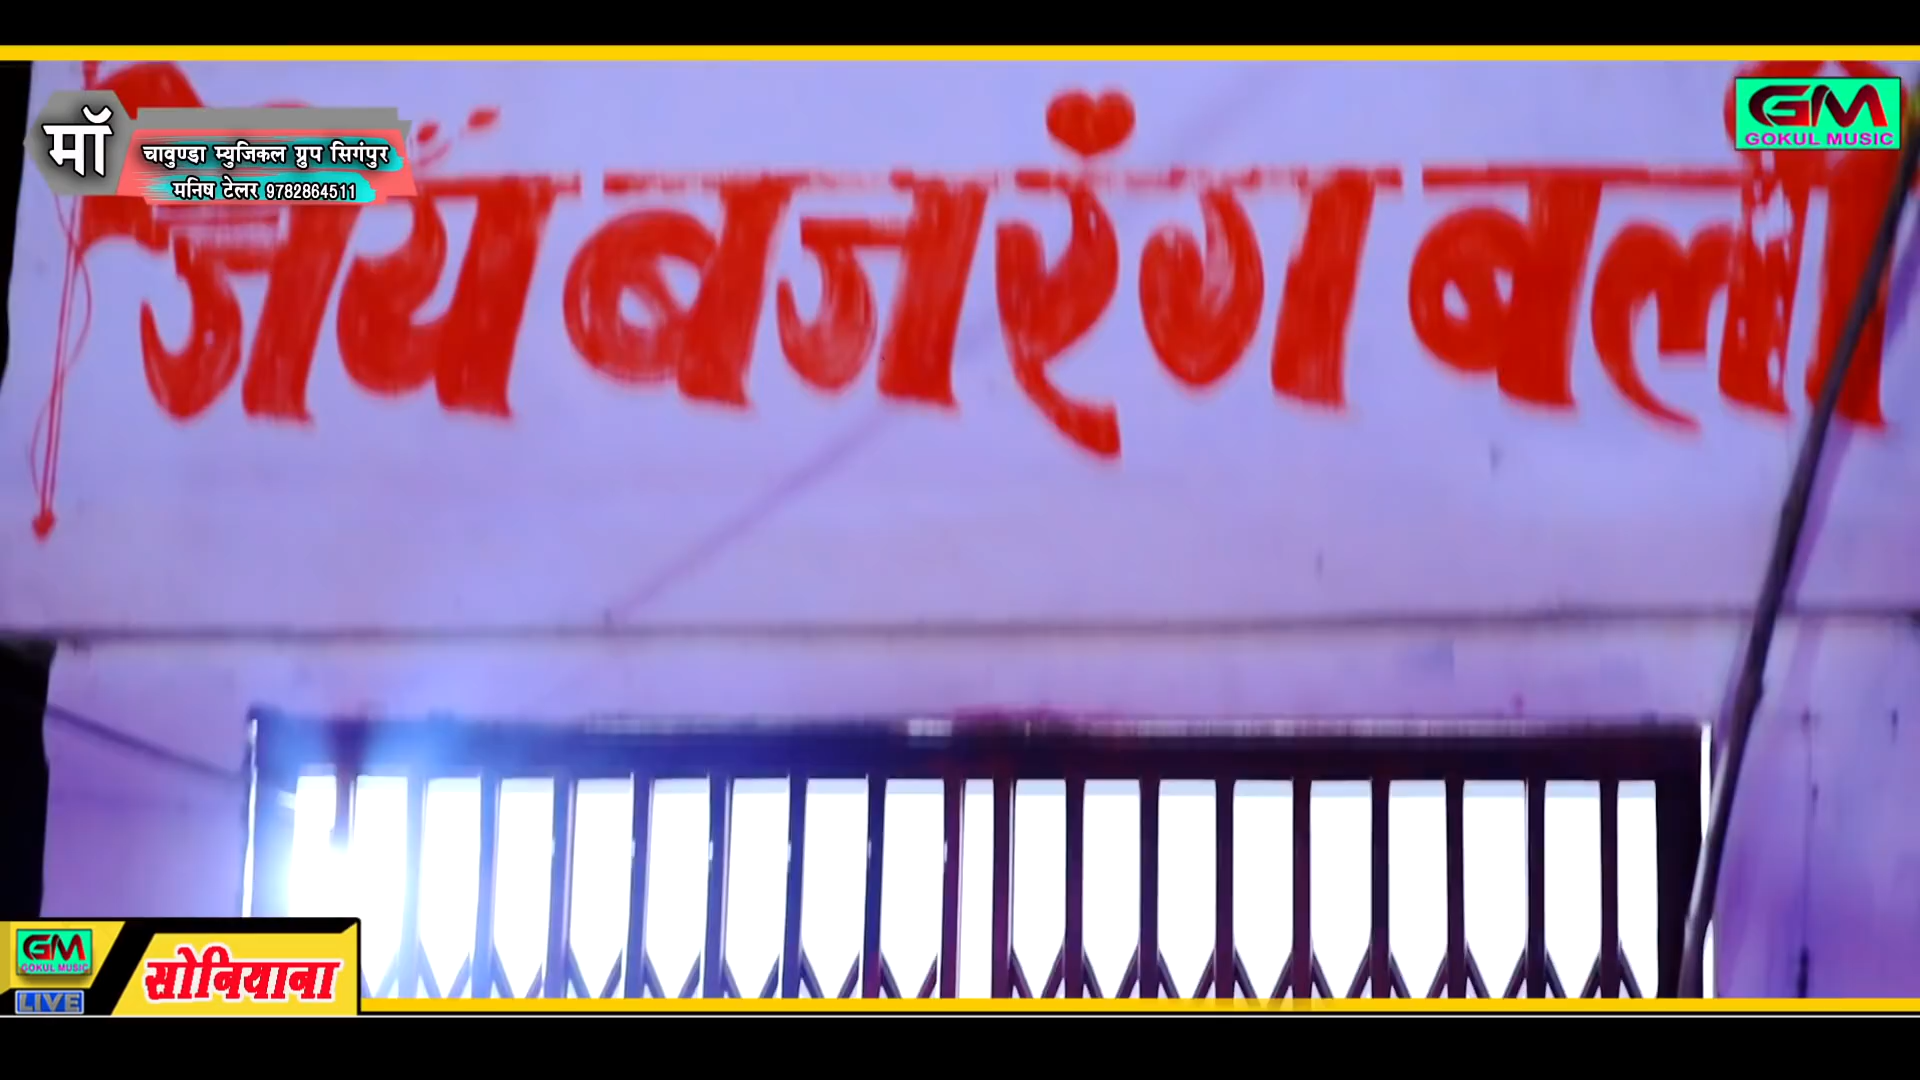 माॅ
चावुण्डा म्युजिकल ग्रुप सिगंपुर
मनिष टेलर 9782864511
GM
GOKUL MUSIC
जय बजरंग बली
GM
GOKUL MUSIC
LIVE
सोनियाना